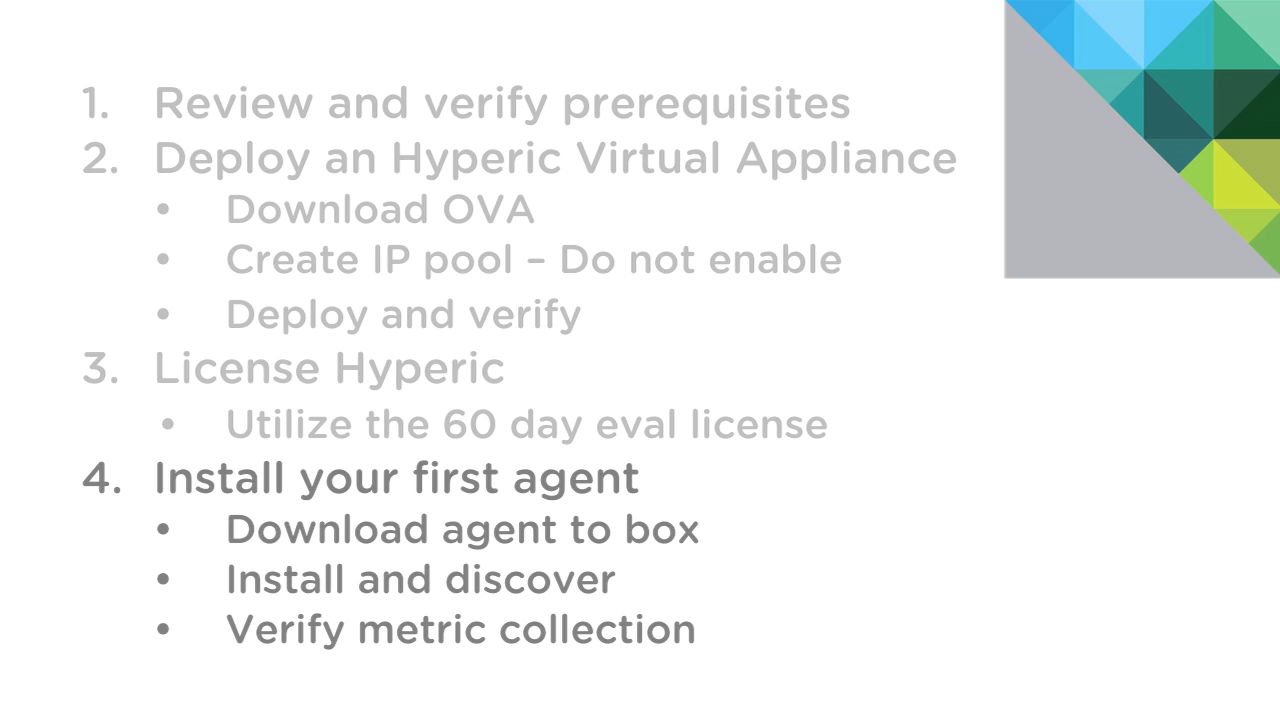 1. Review and verify prerequisites
2. Deploy an Hyperic Virtual Appliance
• Download OVA
• Create IP pool – Do not enable
• Deploy and verify
3. License Hyperic
• Utilize the 60 day eval license
4. Install your first agent
• Download agent to box
• Install and discover
• Verify metric collection